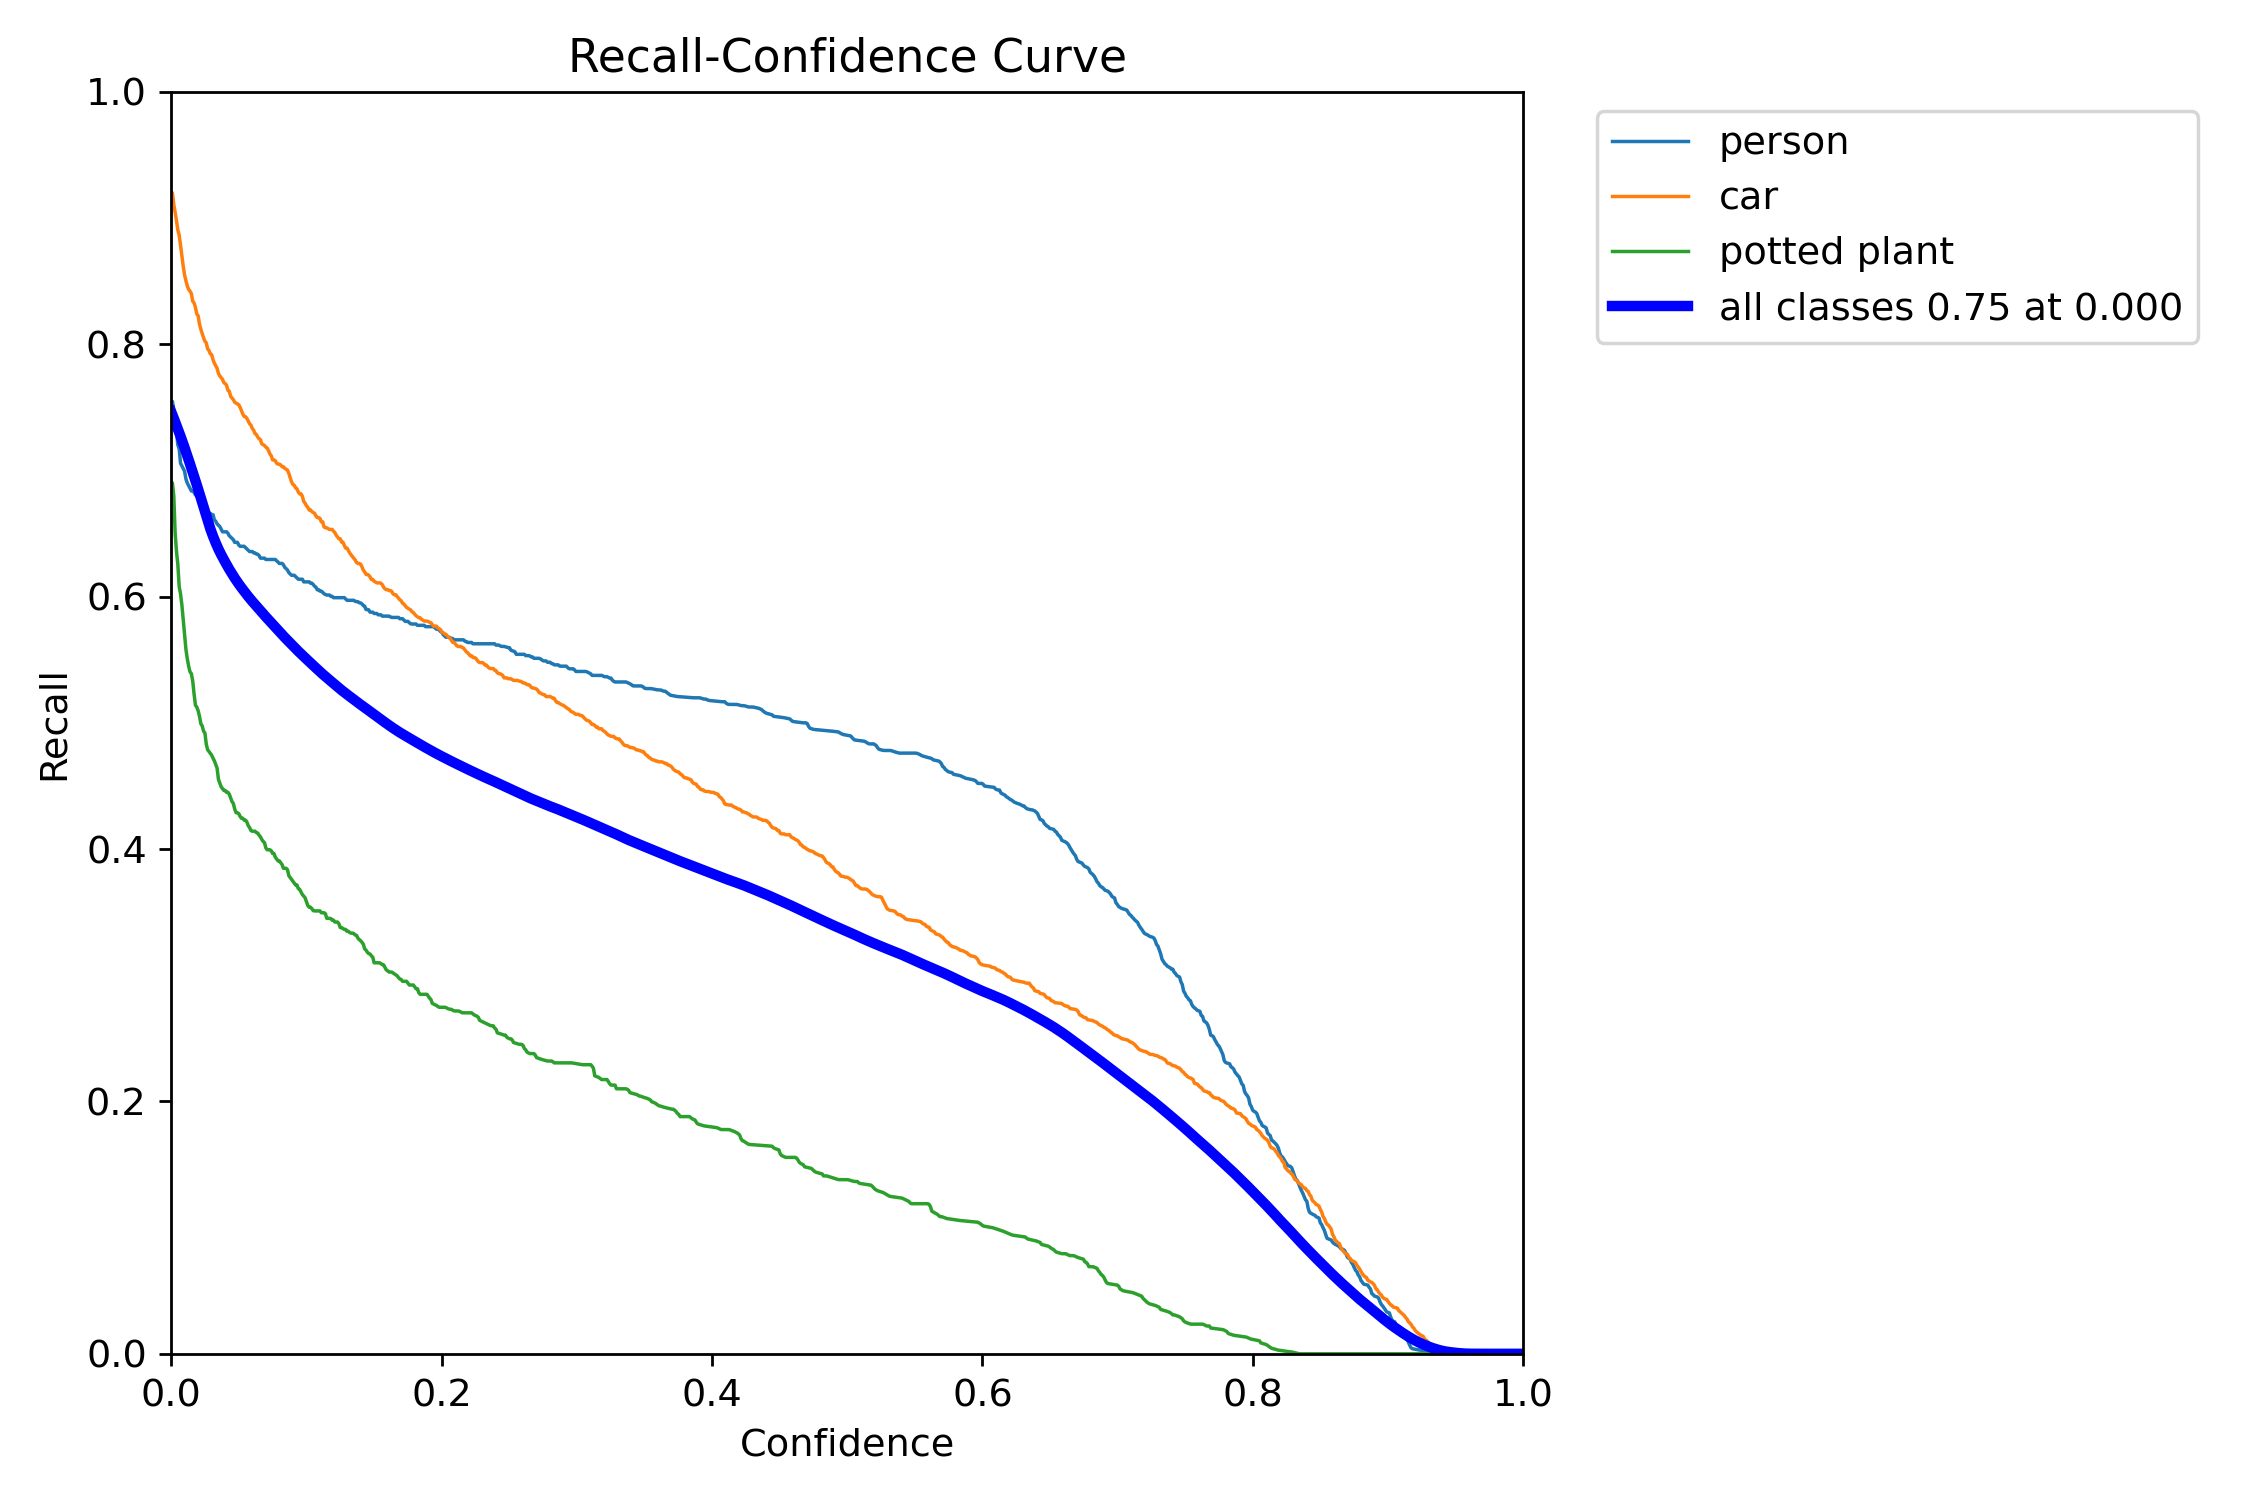 Recall-Confidence Curve
1.0
0.8
0.6
0.4
0.2
0.0
Recall
0.0 0.2 0.4 0.6 0.8 1.0
Confidence
person
car
potted plant
all classes 0.75 at 0.000